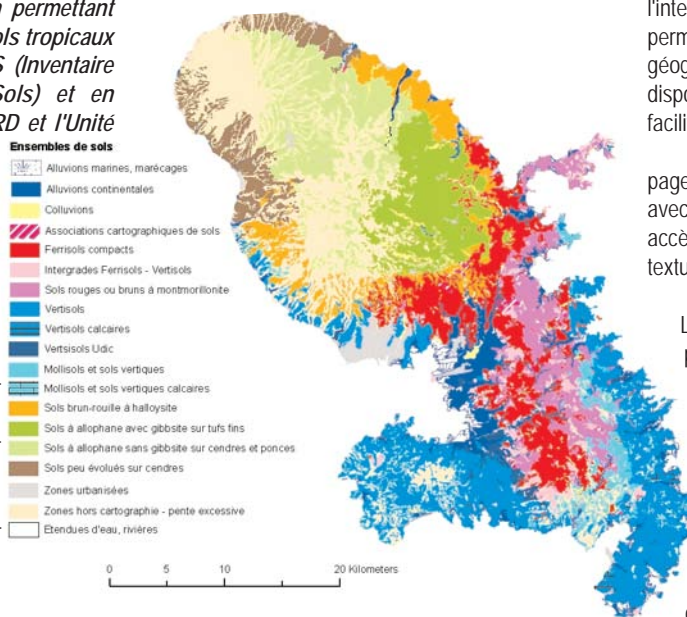 permettant
ols tropicaux
S (Inventaire
Sols) et en
RD et l'Unité
Ensembles de sols
Alluvions marines, marécages
Alluvions continentales
Colluvions
Associations cartographiques de sols
Ferrisols compacts
Intergrades Ferrisols - Vertisols
Sols rouges ou bruns à montmorillonite
Vertisols
Vertisols calcaires
Vertsisols Udic
Mollisols et sols vertiques
Mollisols et sols vertiques calcaires
Sols brun-rouille à halloysite
Sols à allophane avec gibbsite sur tufs fins
Sols à allophane sans gibbsite sur cendres et ponces
Sols peu évolués sur cendres
Zones urbanisées
Zones hors cartographie - pente excessive
Etendues d'eau, rivières
0 5 10 20 Kilometers
l'inte
perm
géog
dispo
facili
page
avec
accè
textu
L